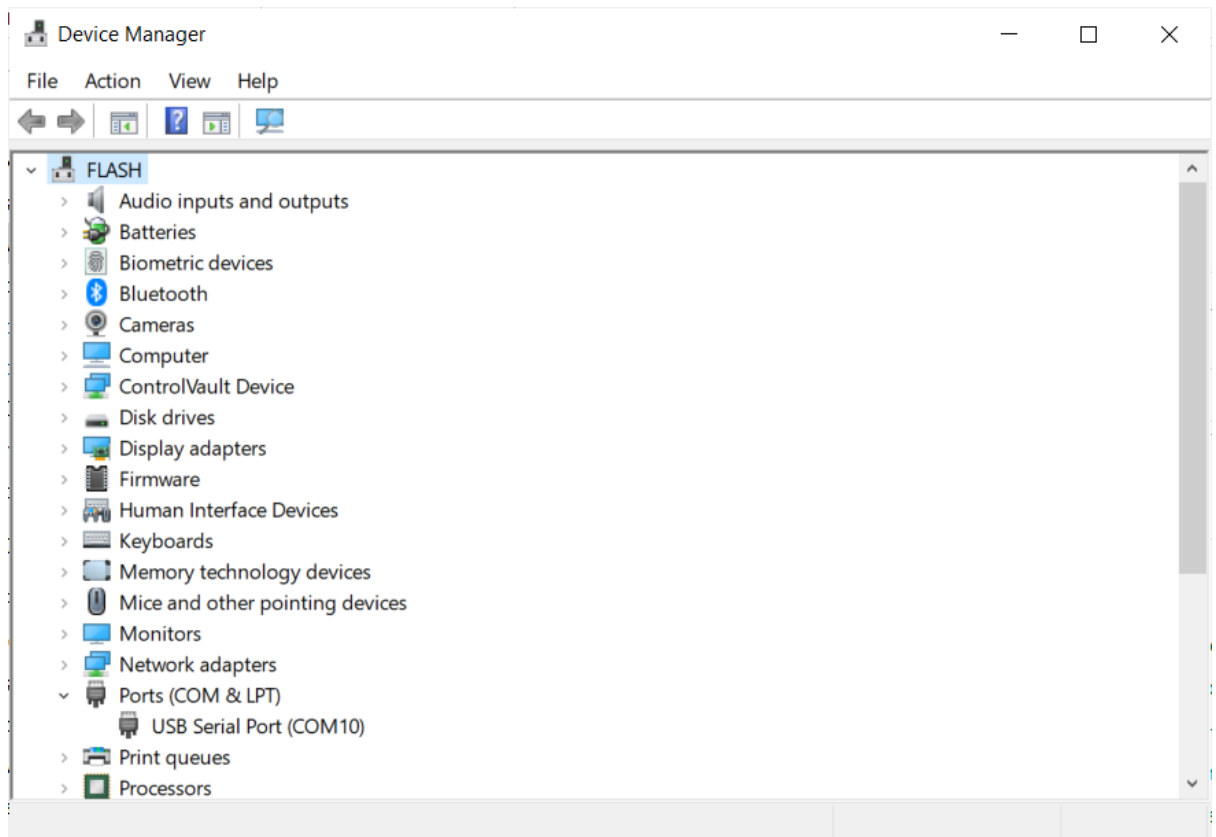 Device Manager
File Action View Help
FLASH
Audio inputs and outputs
Batteries
Biometric devices
Bluetooth
Cameras
Computer
ControlVault Device
Disk drives
Display adapters
Firmware
Human Interface Devices
Keyboards
Memory technology devices
Mice and other pointing devices
Monitors
Network adapters
Ports (COM & LPT)
USB Serial Port (COM10)
Print queues
Processors